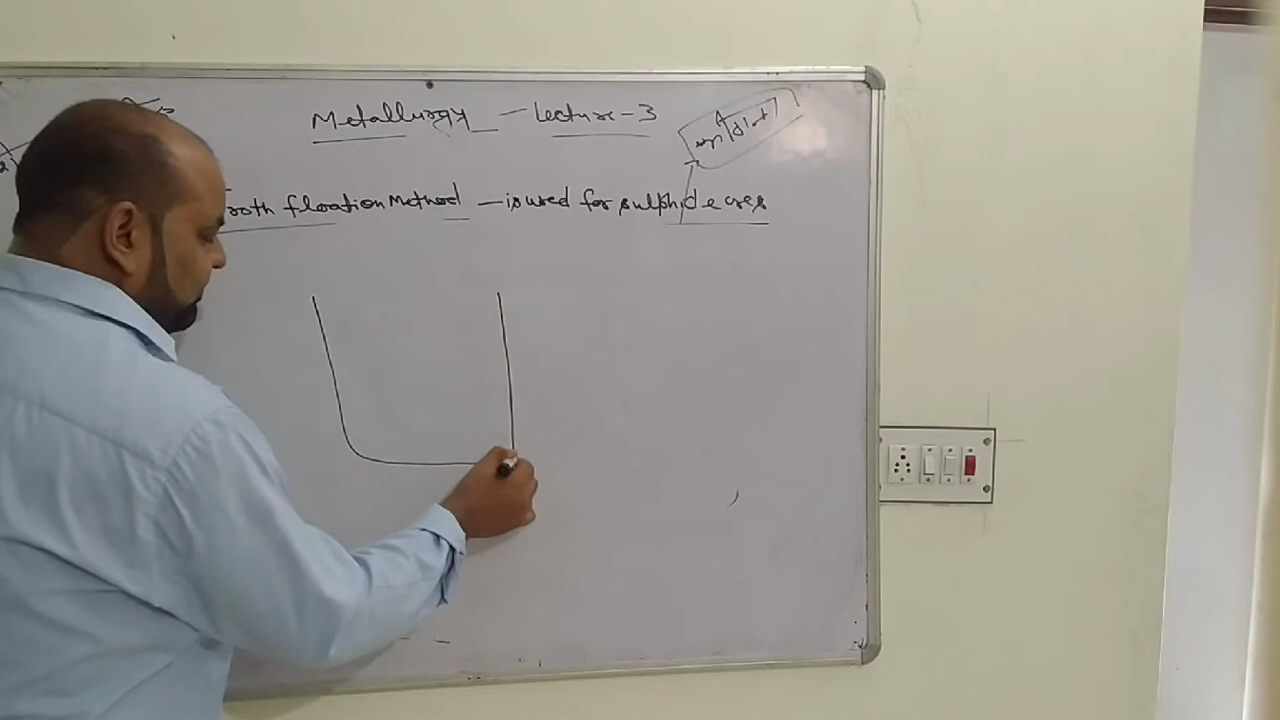 Metallurgy - Lecture-3
roth floation Method - is used for sulphide ores